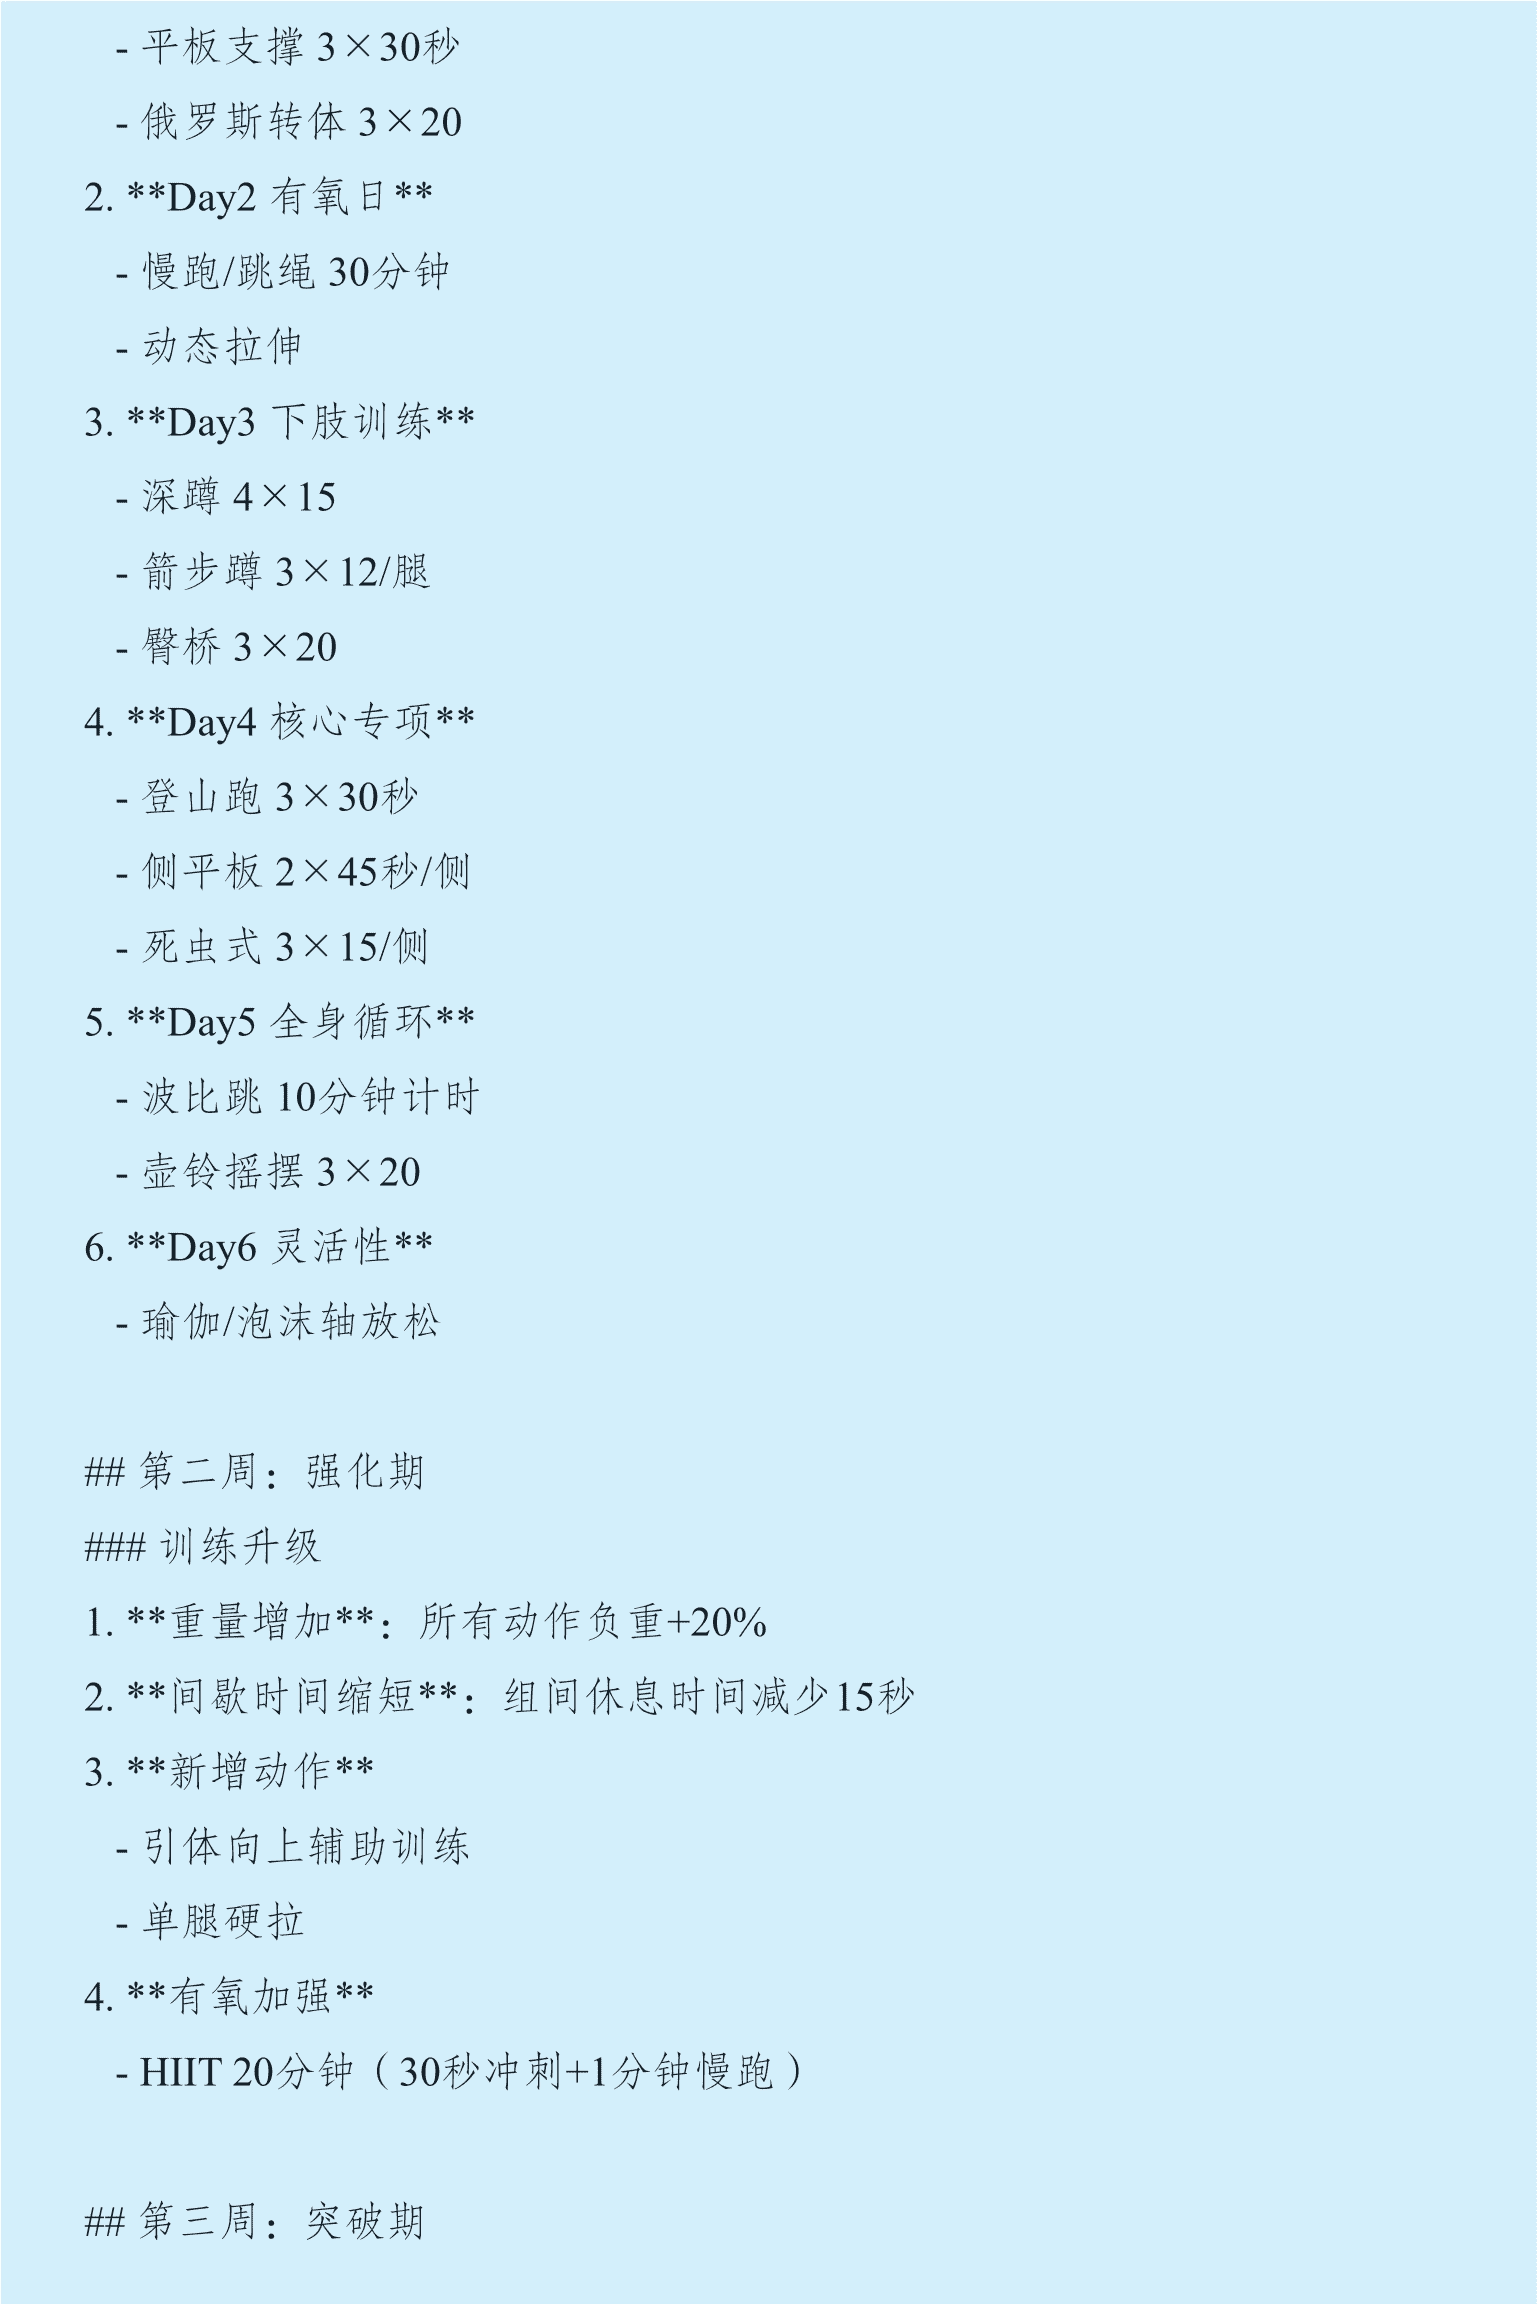 - 平板支撑 3×30秒
- 俄罗斯转体 3×20
2. **Day2 有氧日**
- 慢跑/跳绳 30分钟
- 动态拉伸
3. **Day3 下肢训练**
- 深蹲 4×15
- 箭步蹲 3×12/腿
- 臀桥 3×20
4. **Day4 核心专项**
- 登山跑 3×30秒
- 侧平板 2×45秒/侧
- 死虫式 3×15/侧
5. **Day5 全身循环**
- 波比跳 10分钟计时
- 壶铃摇摆 3×20
6. **Day6 灵活性**
- 瑜伽/泡沫轴放松
## 第二周：强化期
### 训练升级
1. **重量增加**：所有动作负重+20%
2. **间歇时间缩短**：组间休息时间减少15秒
3. **新增动作**
- 引体向上辅助训练
- 单腿硬拉
4. **有氧加强**
- HIIT 20分钟（30秒冲刺+1分钟慢跑）
## 第三周：突破期